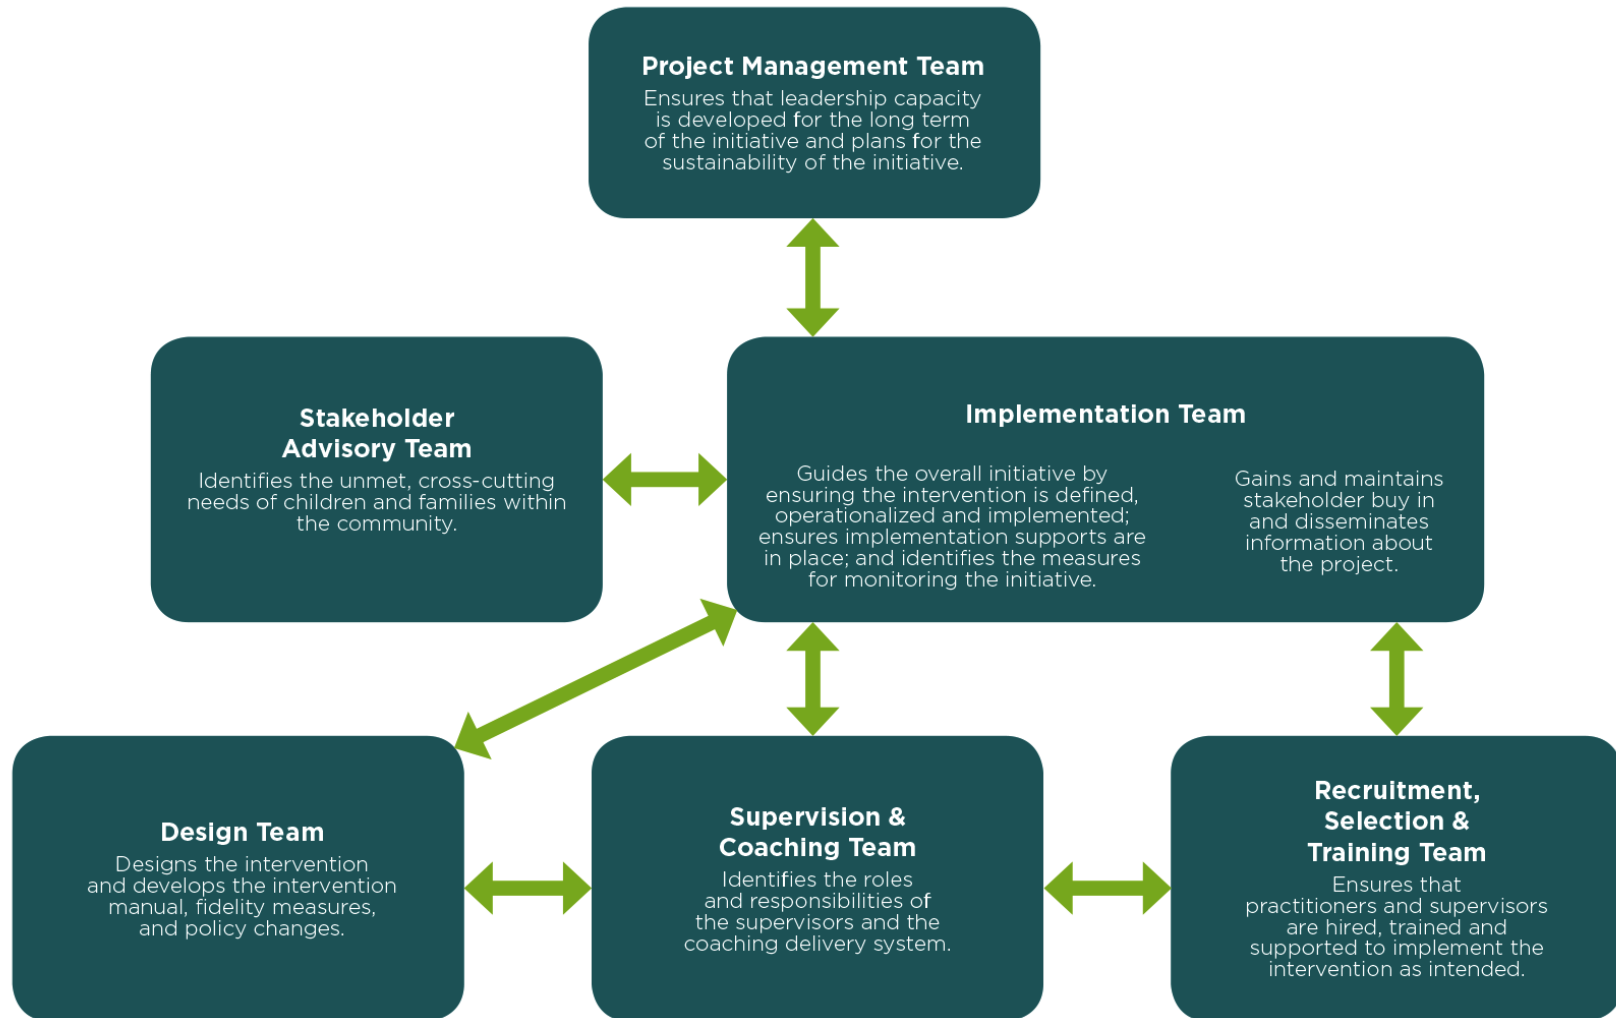 Project Management Team
Ensures that leadership capacity
is developed for the long term
of the initiative and plans for the
sustainability of the initiative.
Stakeholder
Advisory Team
Identifies the unmet, cross-cutting
needs of children and families within
the community.
Implementation Team
Guides the overall initiative by
ensuring the intervention is defined,
operationalized and implemented;
ensures implementation supports are
in place; and identifies the measures
for monitoring the initiative.
Gains and maintains
stakeholder buy in
and disseminates
information about
the project.
Design Team
Designs the intervention
and develops the intervention
manual, fidelity measures,
and policy changes.
Supervision &
Coaching Team
Identifies the roles
and responsibilities of
the supervisors and the
coaching delivery system.
Recruitment,
Selection &
Training Team
Ensures that
practitioners and supervisors
are hired, trained and
supported to implement the
intervention as intended.